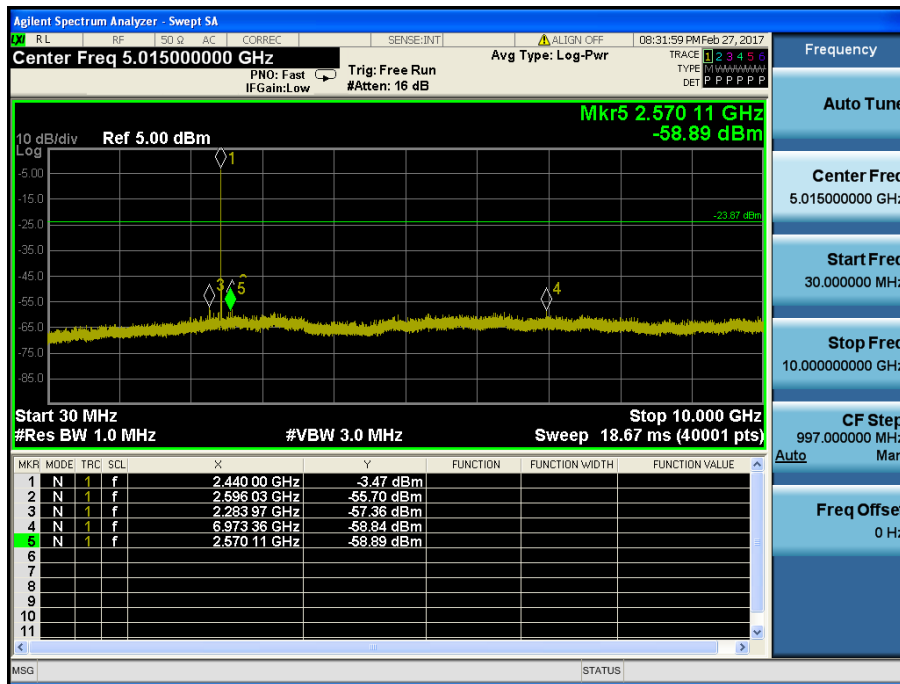 Agilent Spectrum Analyzer - Swept SA
LXI RL RF 50 Ω AC CORREC SENSE:INT ALIGN OFF 08:31:59 PM Feb 27, 2017
Center Freq 5.015000000 GHz
PNO: Fast
IFGain:Low
Trig: Free Run
#Atten: 16 dB
Avg Type: Log-Pwr
TRACE 1 2 3 4 5 6
TYPE M W W W W W
DET P P P P P P
Mkr5 2.570 11 GHz
-58.89 dBm
10 dB/div Ref 5.00 dBm
Log
1
-5.00
-15.0
-23.87 dBm
-25.0
-35.0
-45.0
3 5 4
-55.0
-65.0
-75.0
-85.0
Start 30 MHz Stop 10.000 GHz
#Res BW 1.0 MHz #VBW 3.0 MHz Sweep 18.67 ms (40001 pts)
MKR MODE TRC SCL X Y FUNCTION FUNCTION WIDTH FUNCTION VALUE
1 N 1 f 2.440 00 GHz -3.47 dBm
2 N 1 f 2.596 03 GHz -55.70 dBm
3 N 1 f 2.283 97 GHz -57.36 dBm
4 N 1 f 6.973 36 GHz -58.84 dBm
5 N 1 f 2.570 11 GHz -58.89 dBm
6
7
8
9
10
11
MSG STATUS
Frequency
Auto Tune
Center Freq
5.015000000 GHz
Start Freq
30.000000 MHz
Stop Freq
10.000000000 GHz
CF Step
997.000000 MHz
Auto Man
Freq Offset
0 Hz